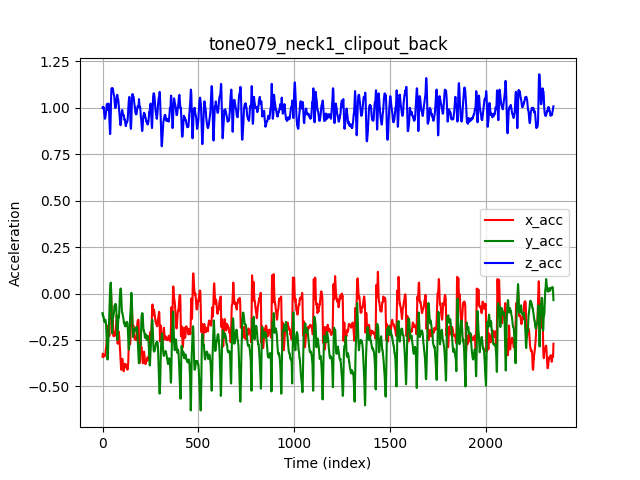 tone079_neck1_clipout_back
1.25
1.00
0.75
0.50
0.25
0.00
−0.25
−0.50
Acceleration
x_acc
y_acc
z_acc
0 500 1000 1500 2000
Time (index)